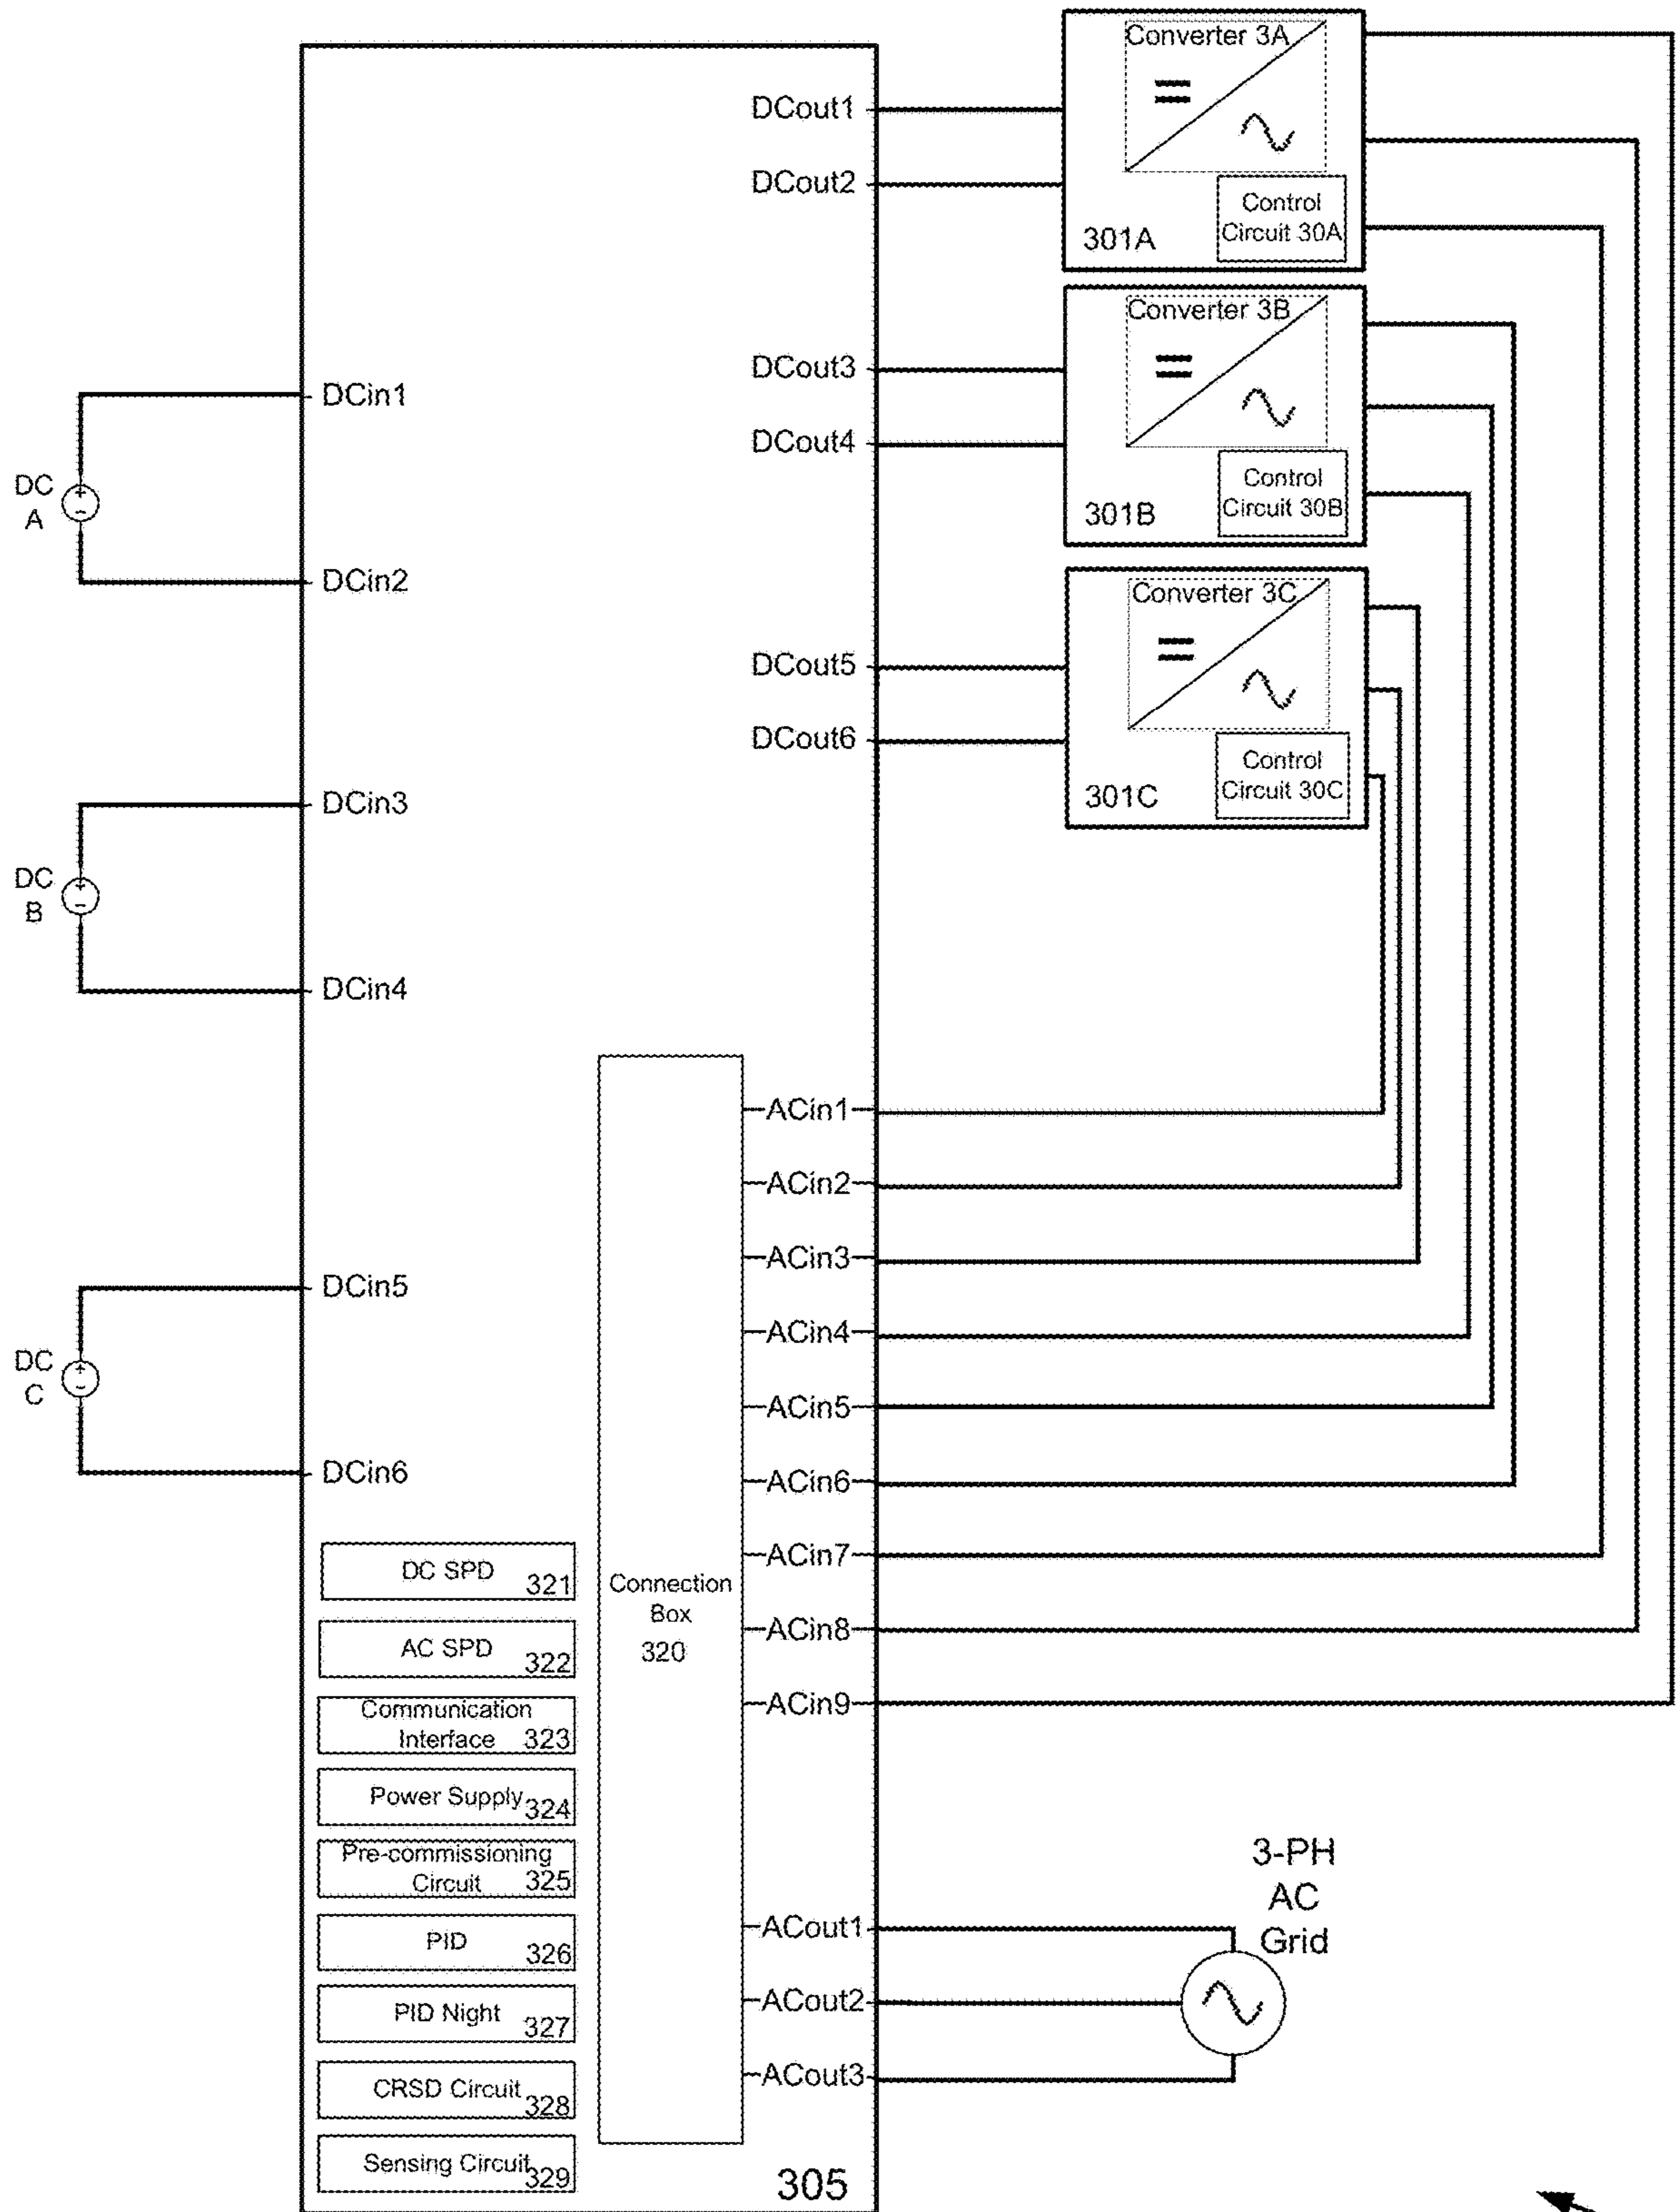 Converter 3A
Control
Circuit 30A
301A
Converter 3B
Control
Circuit 30B
301B
Converter 3C
Control
Circuit 30C
301C
DCout1
DCout2
DCout3
DCout4
DCout5
DCout6
DC
A
DCin1
DCin2
DC
B
DCin3
DCin4
DC
C
DCin5
DCin6
ACin1
ACin2
ACin3
ACin4
ACin5
ACin6
ACin7
ACin8
ACin9
Connection
Box
320
DC SPD 321
AC SPD 322
Communication
Interface 323
Power Supply 324
Pre-commissioning
Circuit 325
PID 326
PID Night 327
CRSD Circuit 328
Sensing Circuit 329
ACout1
ACout2
ACout3
3-PH
AC
Grid
305